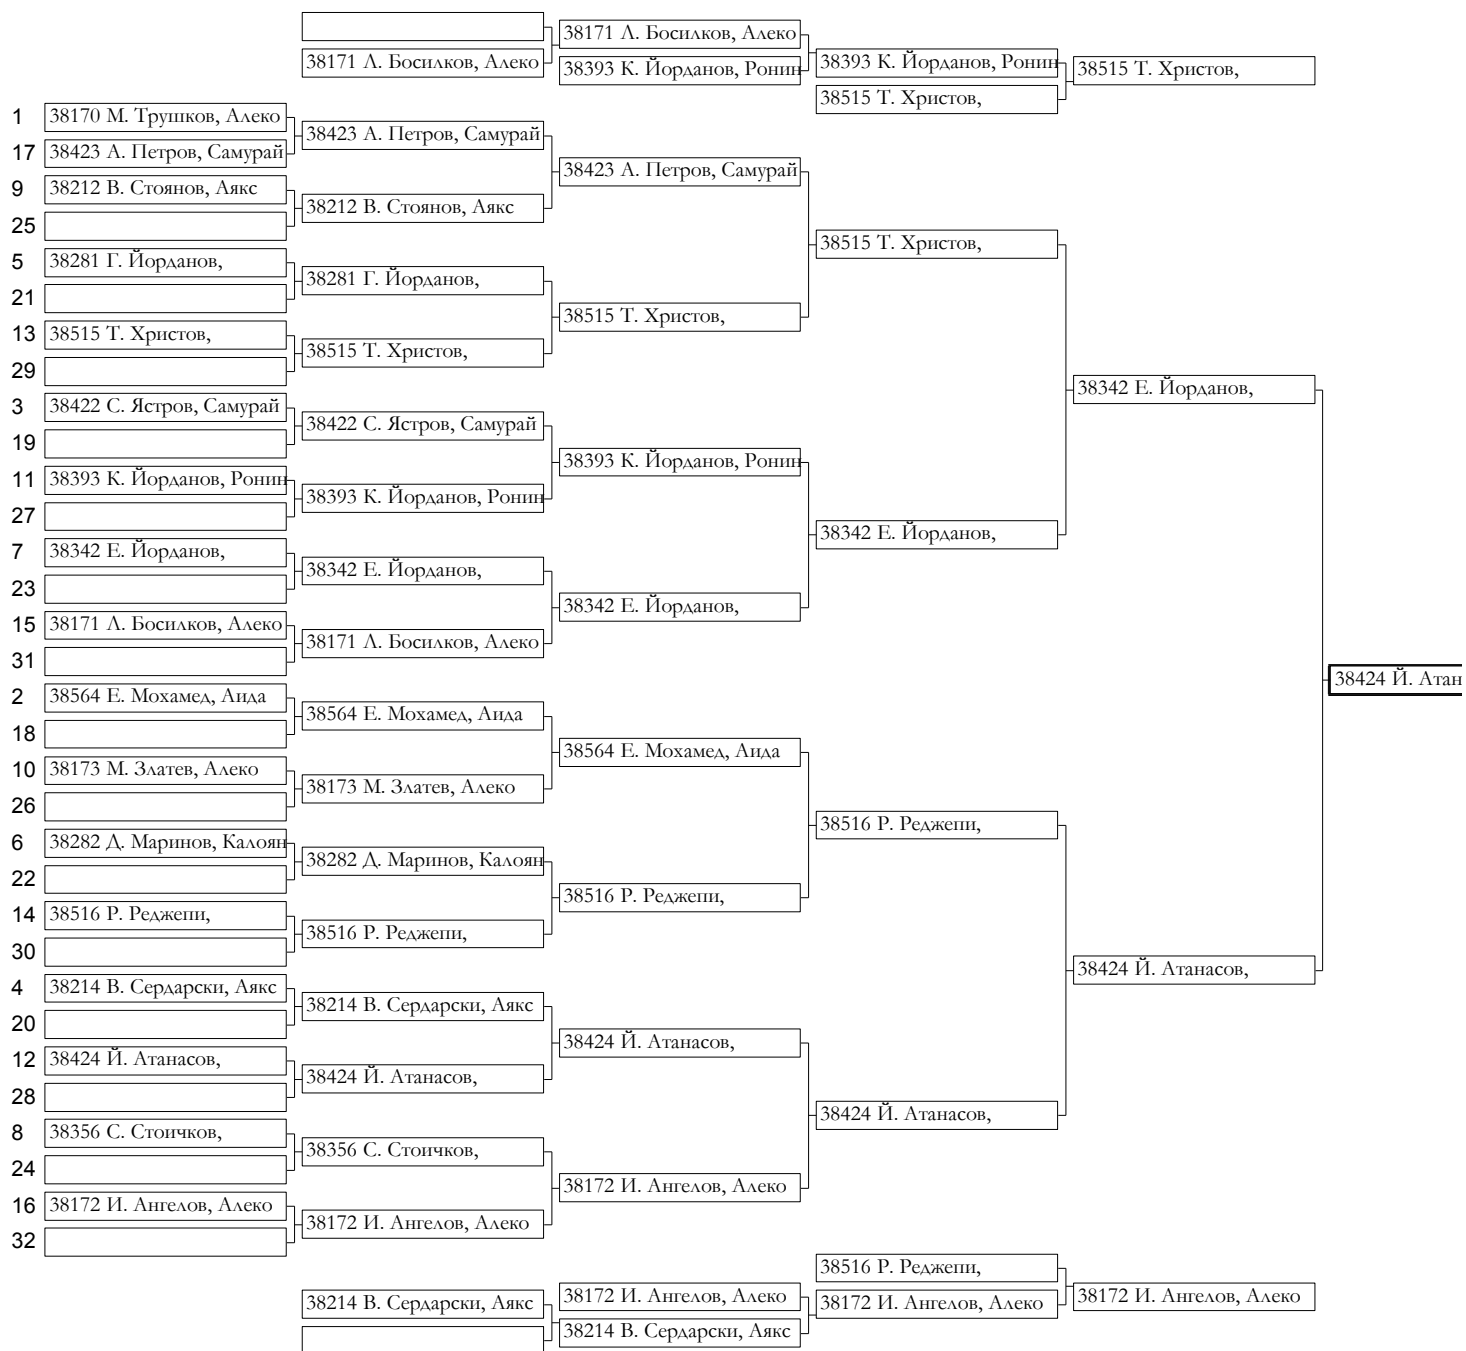 38171 Л. Босилков, Алеко
38171 Л. Босилков, Алеко
38393 К. Йорданов, Ронин
38393 К. Йорданов, Ронин
38515 Т. Христов,
38515 Т. Христов,
1 38170 М. Трушков, Алеко
17 38423 А. Петров, Самурай
38423 А. Петров, Самурай
38423 А. Петров, Самурай
9 38212 В. Стоянов, Аякс
25
38212 В. Стоянов, Аякс
38515 Т. Христов,
5 38281 Г. Йорданов,
21
38281 Г. Йорданов,
38515 Т. Христов,
13 38515 Т. Христов,
29
38515 Т. Христов,
38342 Е. Йорданов,
3 38422 С. Ястров, Самурай
19
38422 С. Ястров, Самурай
38393 К. Йорданов, Ронин
11 38393 К. Йорданов, Ронин
27
38393 К. Йорданов, Ронин
38342 Е. Йорданов,
7 38342 Е. Йорданов,
23
38342 Е. Йорданов,
38342 Е. Йорданов,
15 38171 Л. Босилков, Алеко
31
38171 Л. Босилков, Алеко
38424 Й. Атан
2 38564 Е. Мохамед, Аида
18
38564 Е. Мохамед, Аида
38564 Е. Мохамед, Аида
10 38173 М. Златев, Алеко
26
38173 М. Златев, Алеко
38516 Р. Реджепи,
6 38282 Д. Маринов, Калоян
22
38282 Д. Маринов, Калоян
38516 Р. Реджепи,
14 38516 Р. Реджепи,
30
38516 Р. Реджепи,
38424 Й. Атанасов,
4 38214 В. Сердарски, Аякс
20
38214 В. Сердарски, Аякс
38424 Й. Атанасов,
12 38424 Й. Атанасов,
28
38424 Й. Атанасов,
38424 Й. Атанасов,
8 38356 С. Стоичков,
24
38356 С. Стоичков,
38172 И. Ангелов, Алеко
16 38172 И. Ангелов, Алеко
32
38172 И. Ангелов, Алеко
38516 Р. Реджепи,
38214 В. Сердарски, Аякс
38172 И. Ангелов, Алеко
38172 И. Ангелов, Алеко
38172 И. Ангелов, Алеко
38214 В. Сердарски, Аякс